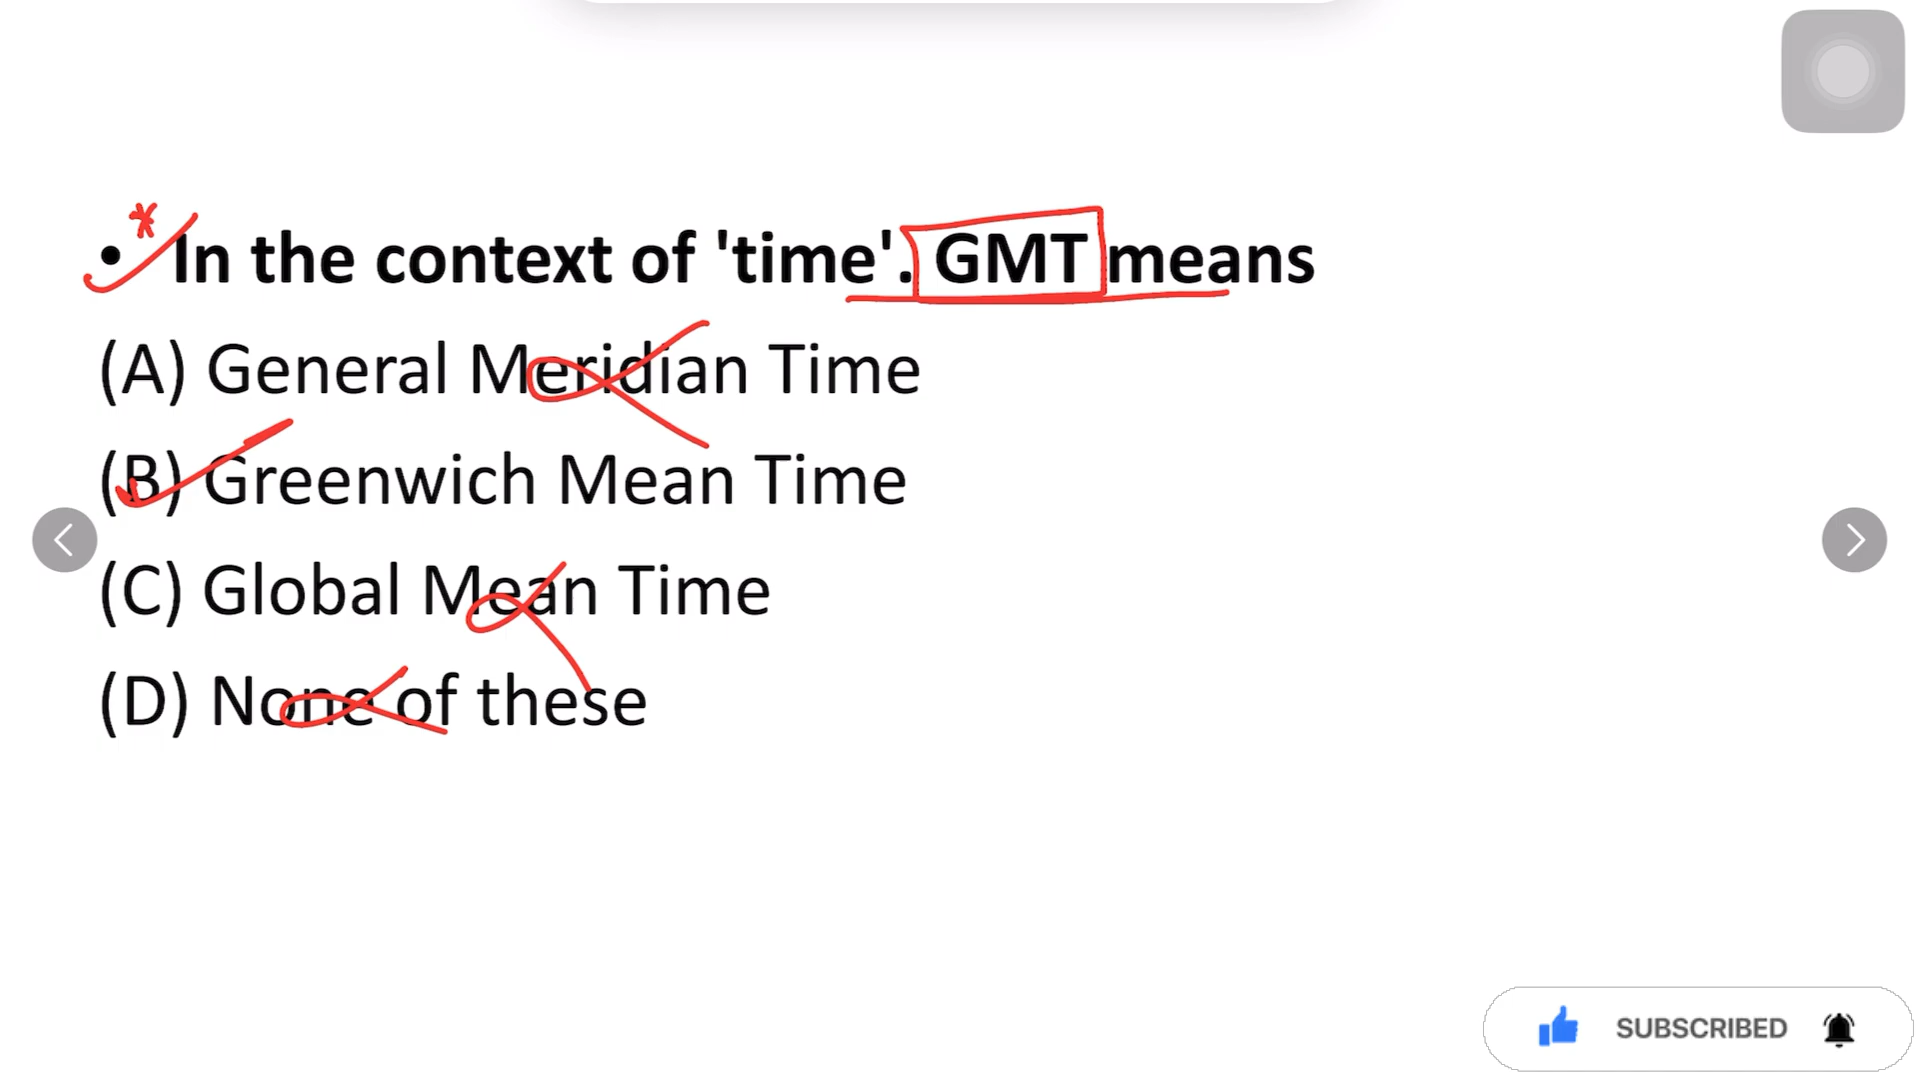 • In the context of 'time'. GMT means
(A) General Meridian Time
(B) Greenwich Mean Time
(C) Global Mean Time
(D) None of these
SUBSCRIBED